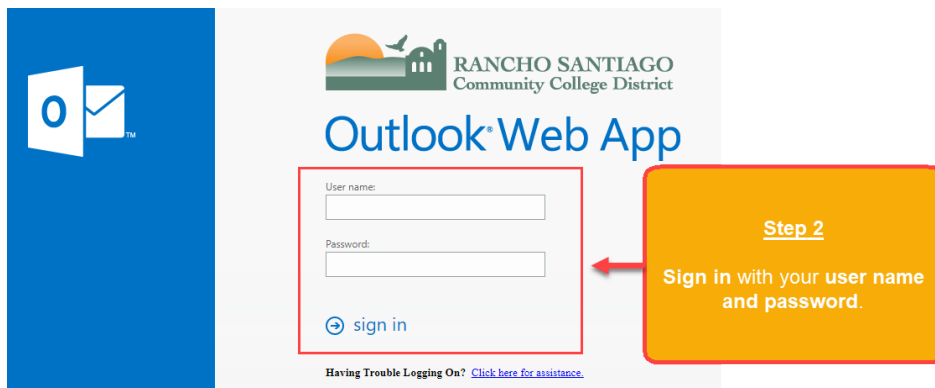 RANCHO SANTIAGO
Community College District
O
TM
Outlook® Web App
User name:
Password:
sign in
Having Trouble Logging On? Click here for assistance.
Step 2
Sign in with your user name
and password.